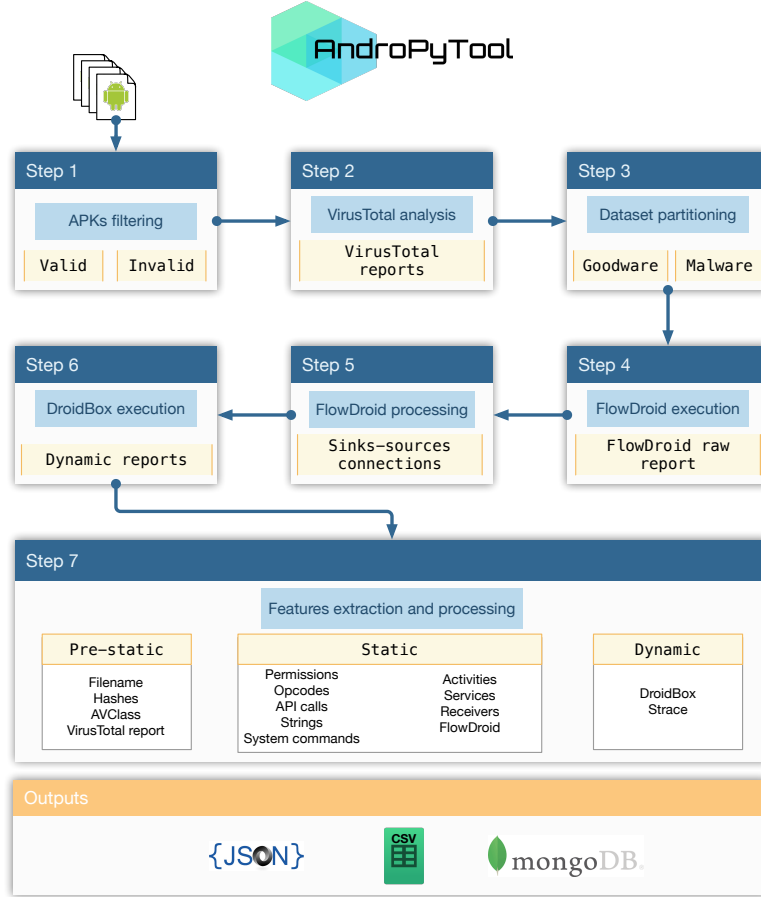 AndroPyTool
Step 1
APKs filtering
Valid
Invalid
Step 2
VirusTotal analysis
VirusTotal
reports
Step 3
Dataset partitioning
Goodware
Malware
Step 6
DroidBox execution
Dynamic reports
Step 5
FlowDroid processing
Sinks-sources
connections
Step 4
FlowDroid execution
FlowDroid raw
report
Step 7
Features extraction and processing
Pre-static
Filename
Hashes
AVClass
VirusTotal report
Static
Permissions
Opcodes
API calls
Strings
System commands
Activities
Services
Receivers
FlowDroid
Dynamic
DroidBox
Strace
Outputs
{JSON}
CSV
mongoDB.